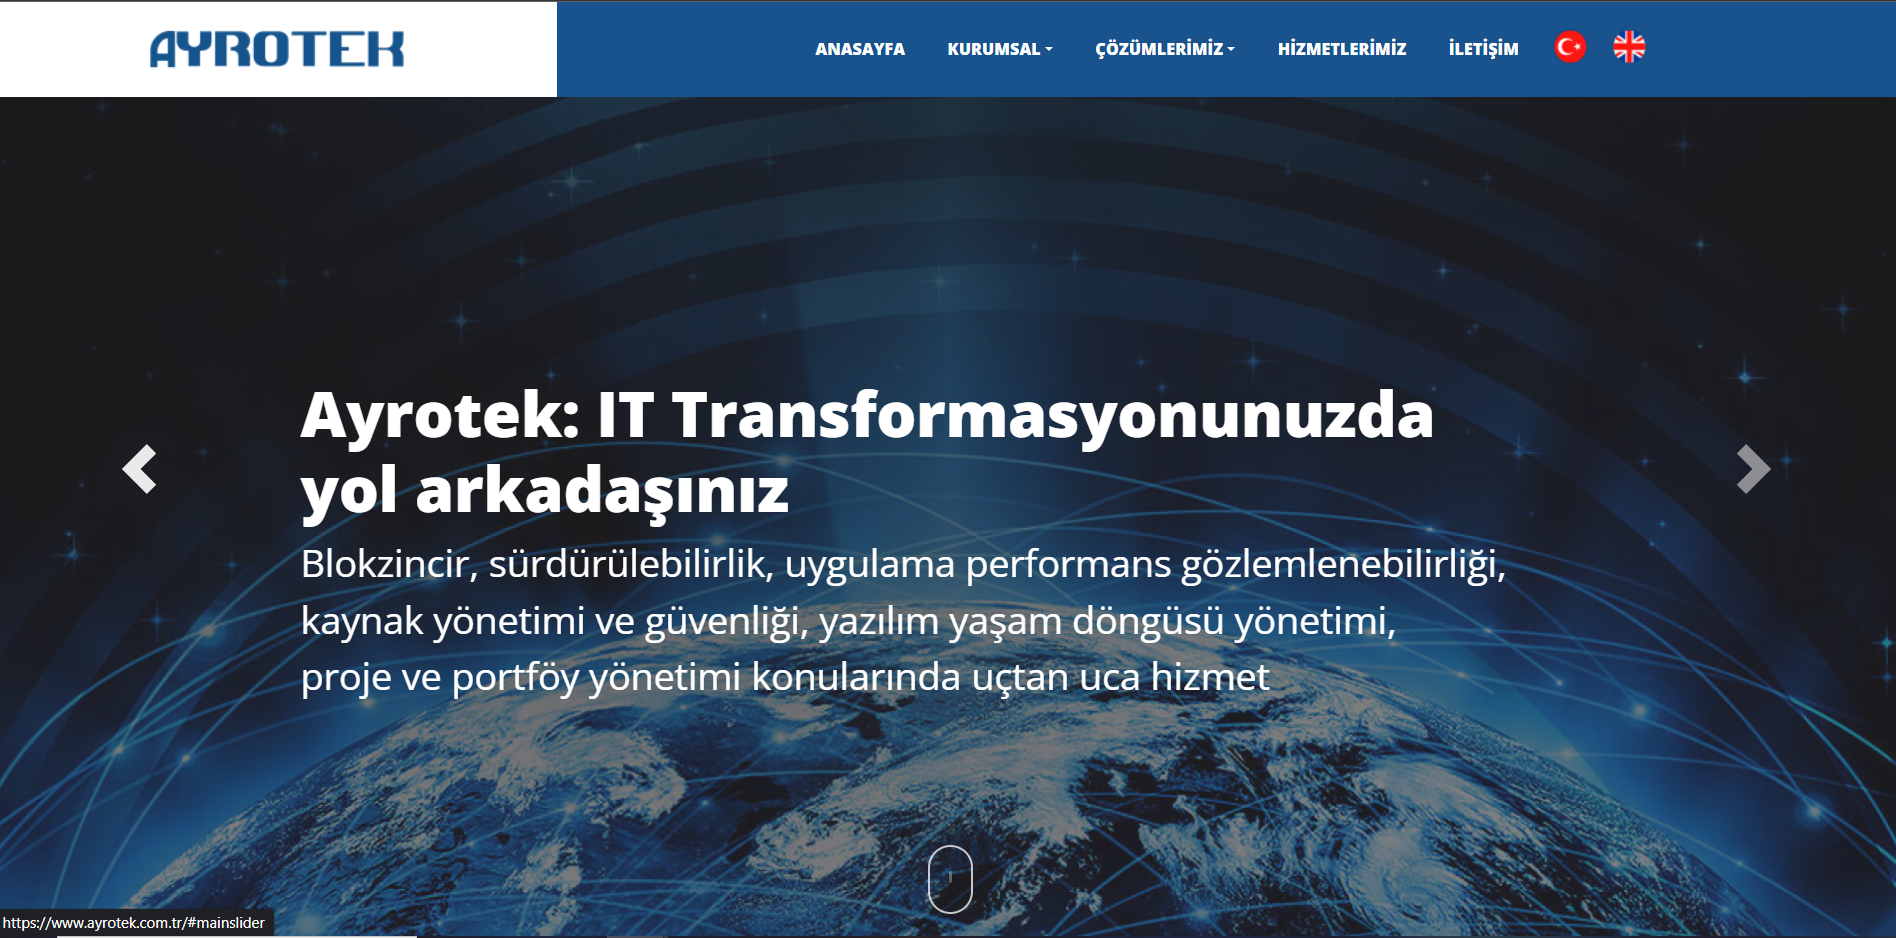 AYROTEK
ANASAYFA KURUMSAL ÇÖZÜMLERİMİZ HİZMETLERİMİZ İLETİŞİM
Ayrotek: IT Transformasyonunuzda
yol arkadaşınız
Blokzincir, sürdürülebilirlik, uygulama performans gözlemlenebilirliği,
kaynak yönetimi ve güvenliği, yazılım yaşam döngüsü yönetimi,
proje ve portföy yönetimi konularında uçtan uca hizmet
https://www.ayrotek.com.tr/#mainslider